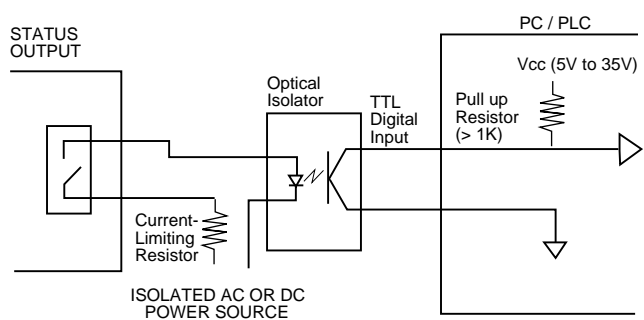 STATUS
OUTPUT
PC / PLC
Vcc (5V to 35V)
Optical
Isolator
TTL
Digital
Input
Pull up
Resistor
(> 1K)
Current-
Limiting
Resistor
ISOLATED AC OR DC
POWER SOURCE